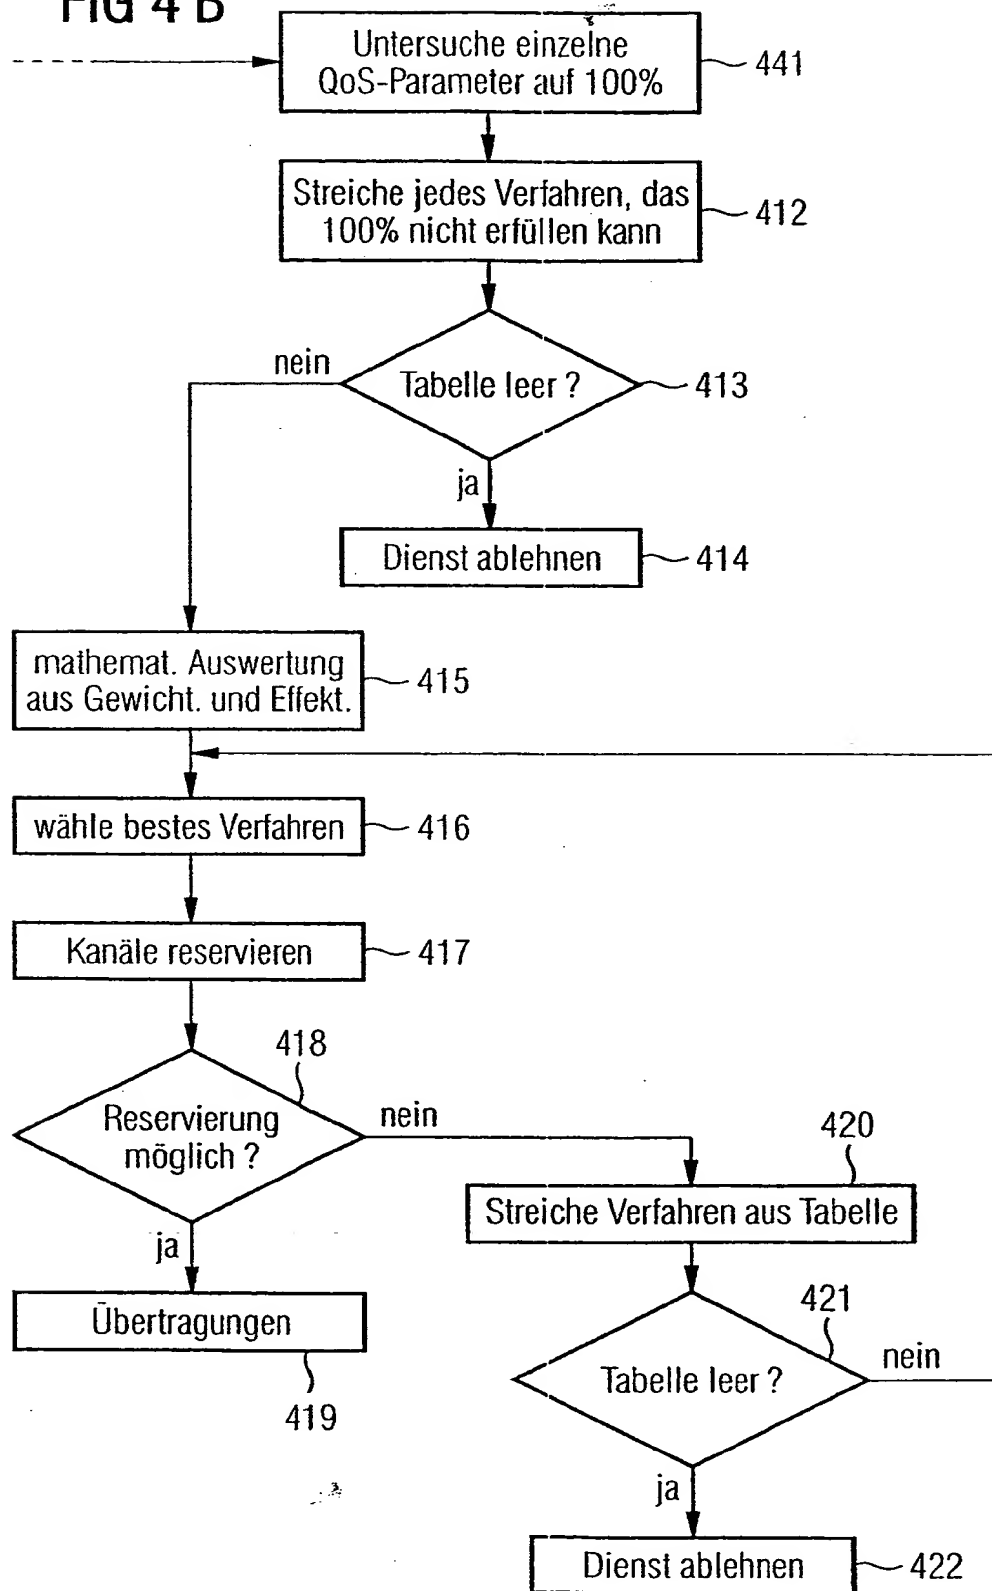 FIG 4 B
Untersuche einzelne
QoS-Parameter auf 100%
441
Streiche jedes Verfahren, das
100% nicht erfüllen kann
412
nein
Tabelle leer ?
413
ja
Dienst ablehnen
414
mathemat. Auswertung
aus Gewicht. und Effekt.
415
wähle bestes Verfahren
416
Kanäle reservieren
417
418
Reservierung
möglich ?
nein
420
Streiche Verfahren aus Tabelle
ja
Übertragungen
419
421
Tabelle leer ?
nein
ja
Dienst ablehnen
422